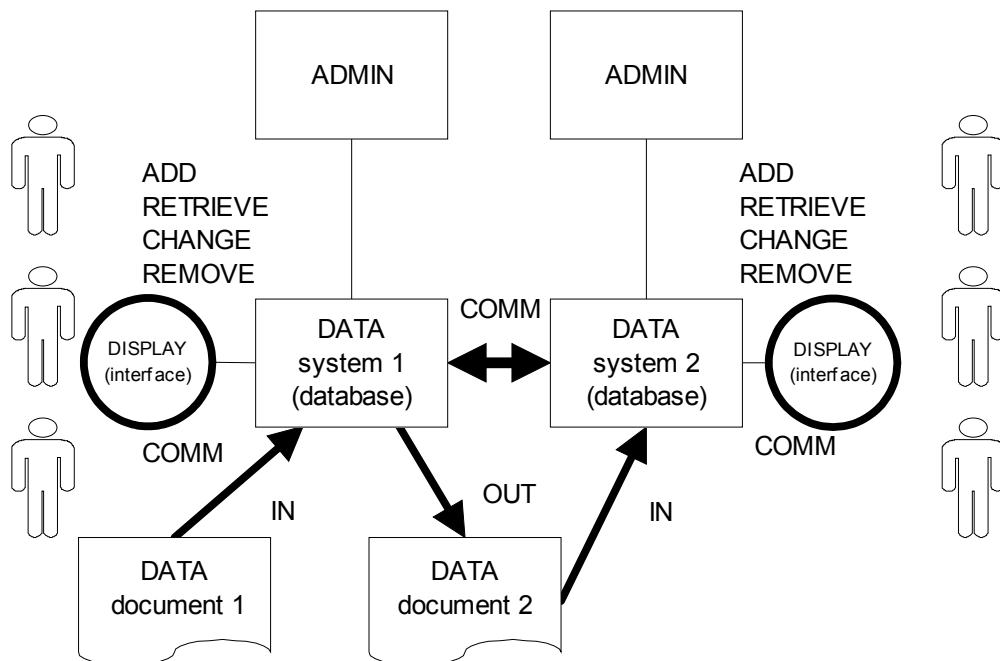 ADMIN
ADMIN
ADD
RETRIEVE
CHANGE
REMOVE
ADD
RETRIEVE
CHANGE
REMOVE
DISPLAY
(interface)
DATA
system 1
(database)
COMM
DATA
system 2
(database)
DISPLAY
(interface)
COMM
COMM
IN
OUT
IN
DATA
document 1
DATA
document 2